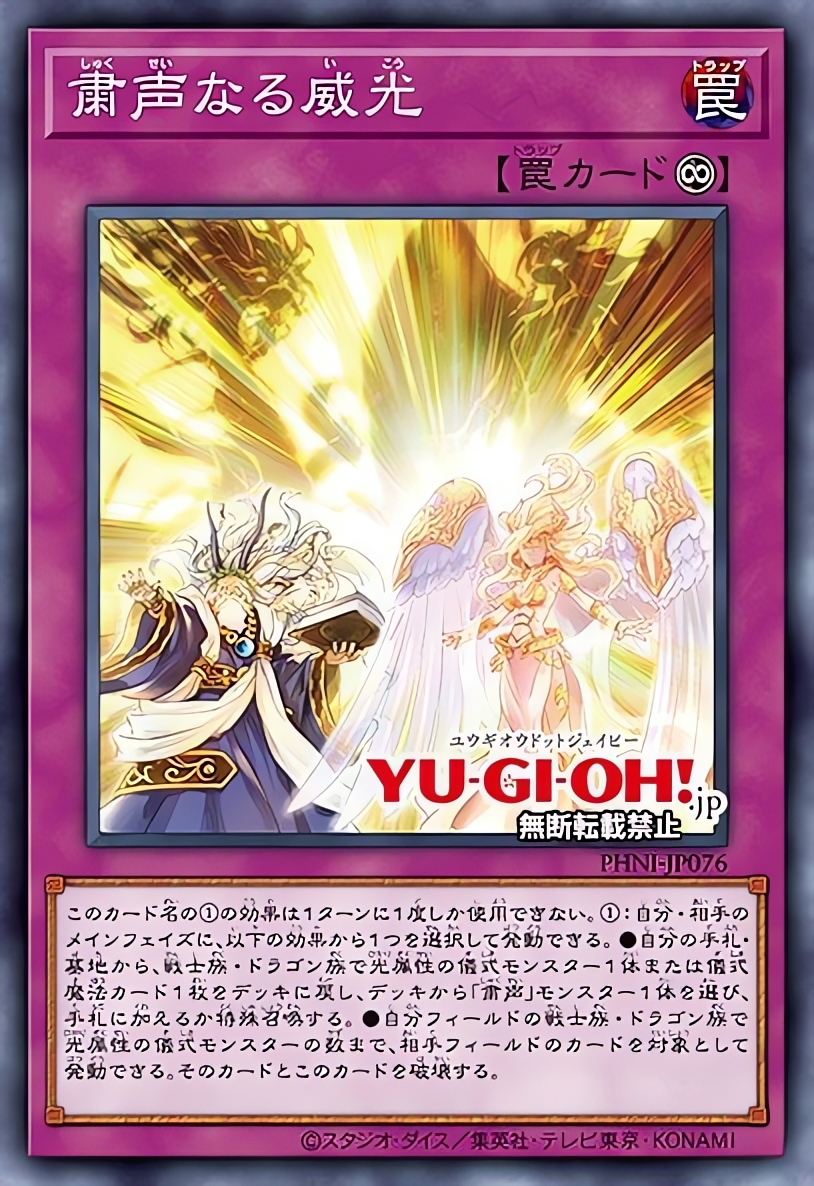 しゅく せい い こう
粛声なる威光
トラップ
罠
トラップ
【罠カード】
ユウギオウドットジェイピー
YU-GI-OH!
.jp
無断転載禁止
PHNI-JP076
このカード名の①の効果は1ターンに1度しか使用できない。①:自分・相手の
メインフェイズに、以下の効果から1つを選択して発動できる。●自分の手札・
墓地から、戦士族・ドラゴン族で光属性の儀式モンスター1体または儀式
魔法カード1枚をデッキに戻し、デッキから「粛声」モンスター1体を選び、
手札に加えるか特殊召喚する。●自分フィールドの戦士族・ドラゴン族で
光属性の儀式モンスターの数まで、相手フィールドのカードを対象として
発動できる。そのカードとこのカードを破壊する。
©スタジオ・ダイス/集英社・テレビ東京・KONAMI